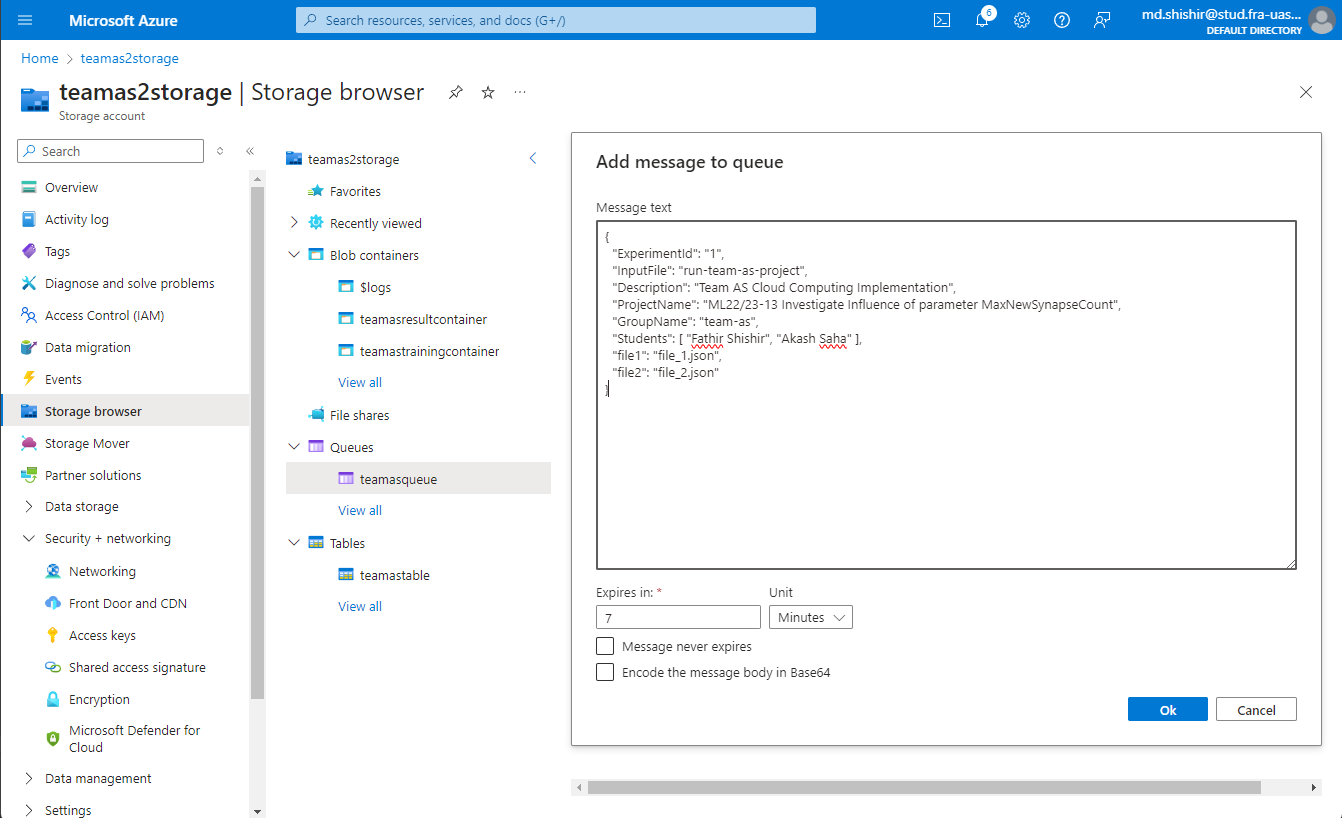 Microsoft Azure
Search resources, services, and docs (G+/)
6
md.shishir@stud.fra-uas...
DEFAULT DIRECTORY
Home > teamas2storage
teamas2storage | Storage browser
...
Storage account
Search
Overview
Activity log
Tags
Diagnose and solve problems
Access Control (IAM)
Data migration
Events
Storage browser
Storage Mover
Partner solutions
Data storage
Security + networking
Networking
Front Door and CDN
Access keys
Shared access signature
Encryption
Microsoft Defender for
Cloud
Data management
Settings
teamas2storage
Favorites
Recently viewed
Blob containers
$logs
teamasresultcontainer
teamastrainingcontainer
View all
File shares
Queues
teamasqueue
View all
Tables
teamastable
View all
Add message to queue
Message text
{
"ExperimentId": "1",
"InputFile": "run-team-as-project",
"Description": "Team AS Cloud Computing Implementation",
"ProjectName": "ML22/23-13 Investigate Influence of parameter MaxNewSynapseCount",
"GroupName": "team-as",
"Students": [ "Fathir Shishir", "Akash Saha" ],
"file1": "file_1.json",
"file2": "file_2.json"
}
Expires in: *
Unit
7
Minutes
Message never expires
Encode the message body in Base64
Ok
Cancel